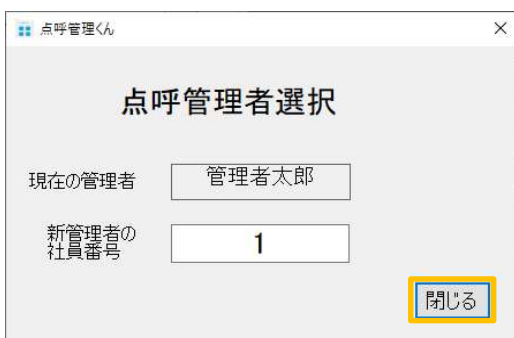 点呼管理くん
点呼管理者選択
現在の管理者 管理者太郎
新管理者の
社員番号 1
閉じる